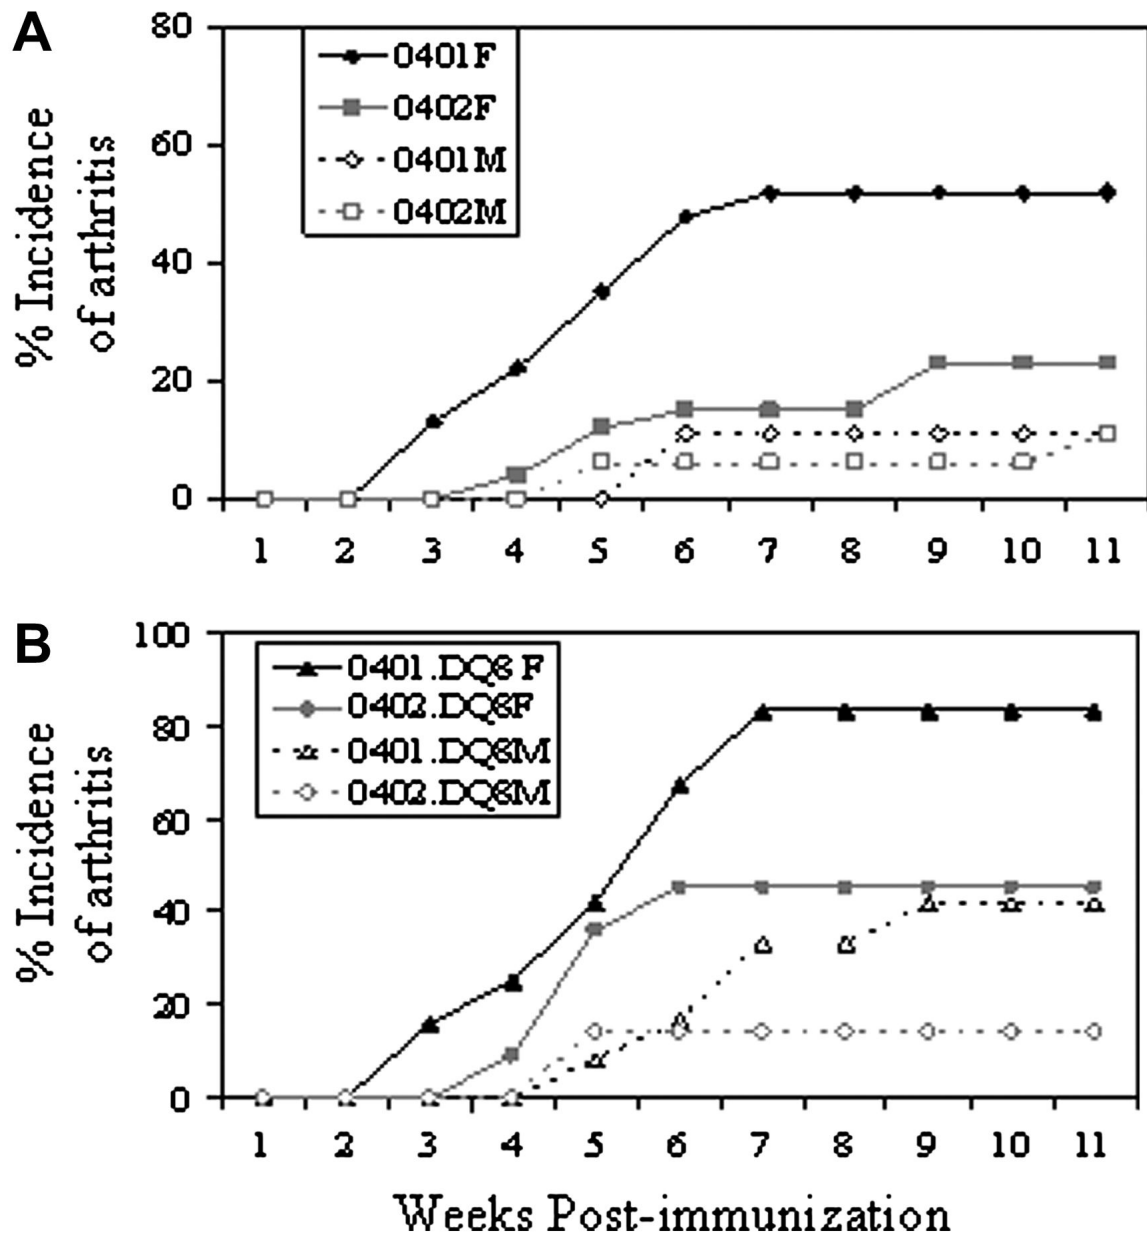 A
80
60
40
20
0
% Incidence
of arthritis
0401F
0402F
0401M
0402M
1 2 3 4 5 6 7 8 9 10 11
B
100
80
60
40
20
0
% Incidence
of arthritis
0401.DQ8 F
0402.DQ8F
0401.DQ8M
0402.DQ8M
1 2 3 4 5 6 7 8 9 10 11
Weeks Post-immunization